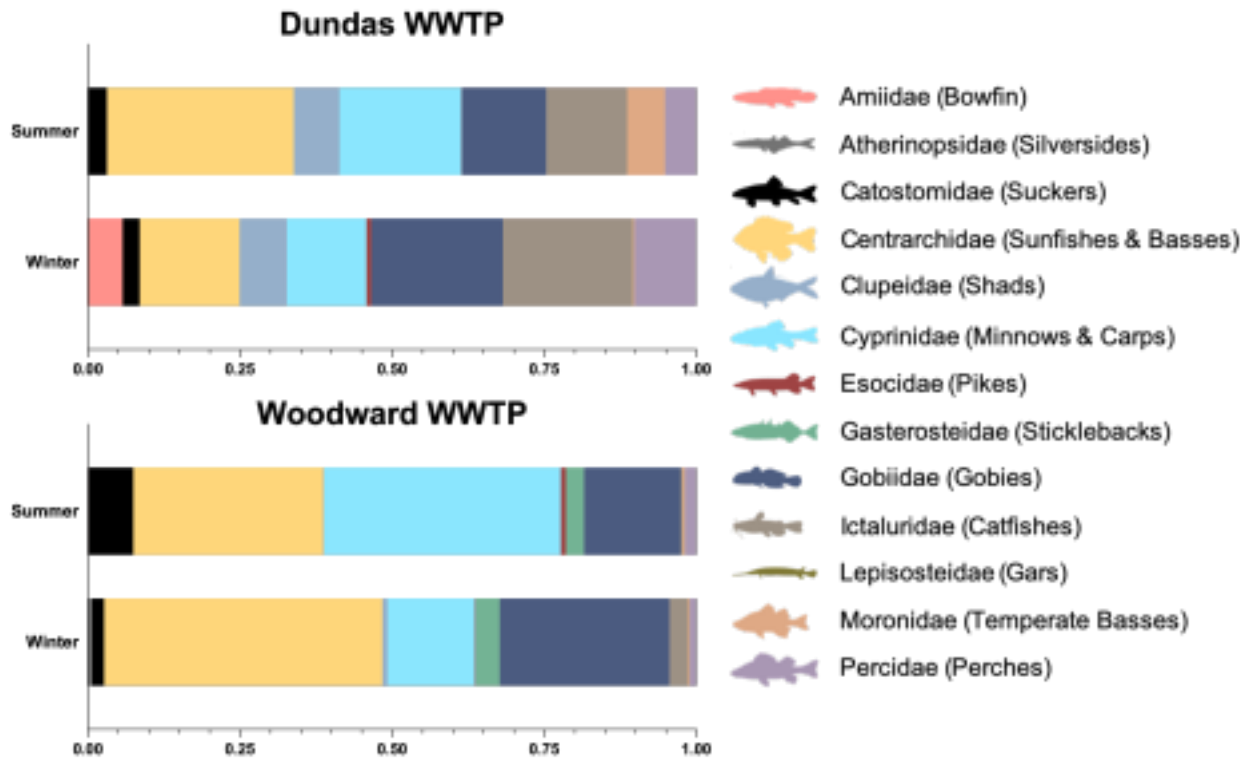 Dundas WWTP
Summer
Winter
0.00 0.25 0.50 0.75 1.00
Woodward WWTP
Summer
Winter
0.00 0.25 0.50 0.75 1.00
Amiidae (Bowfin)
Atherinopsidae (Silversides)
Catostomidae (Suckers)
Centrarchidae (Sunfishes & Basses)
Clupeidae (Shads)
Cyprinidae (Minnows & Carps)
Esocidae (Pikes)
Gasterosteidae (Sticklebacks)
Gobiidae (Gobies)
Ictaluridae (Catfishes)
Lepisosteidae (Gars)
Moronidae (Temperate Basses)
Percidae (Perches)